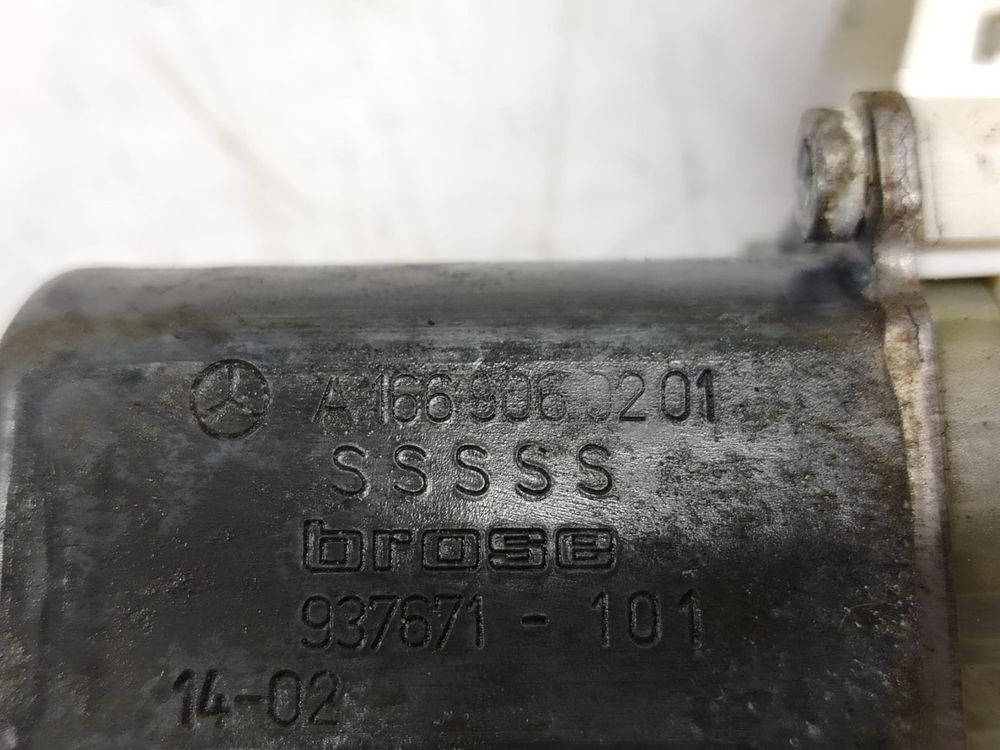 A 166 906 0201
SSSSS
brose
937671 - 101
14-02